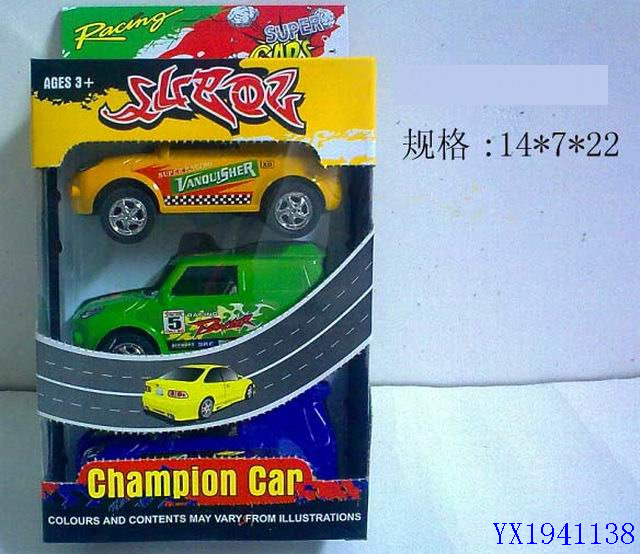 Racing
SUPER
CARS
AGES 3+
规格 :14*7*22
SUPER RACING
VANQUISHER
5
RACING
Champion Car
COLOURS AND CONTENTS MAY VARY FROM ILLUSTRATIONS
YX1941138